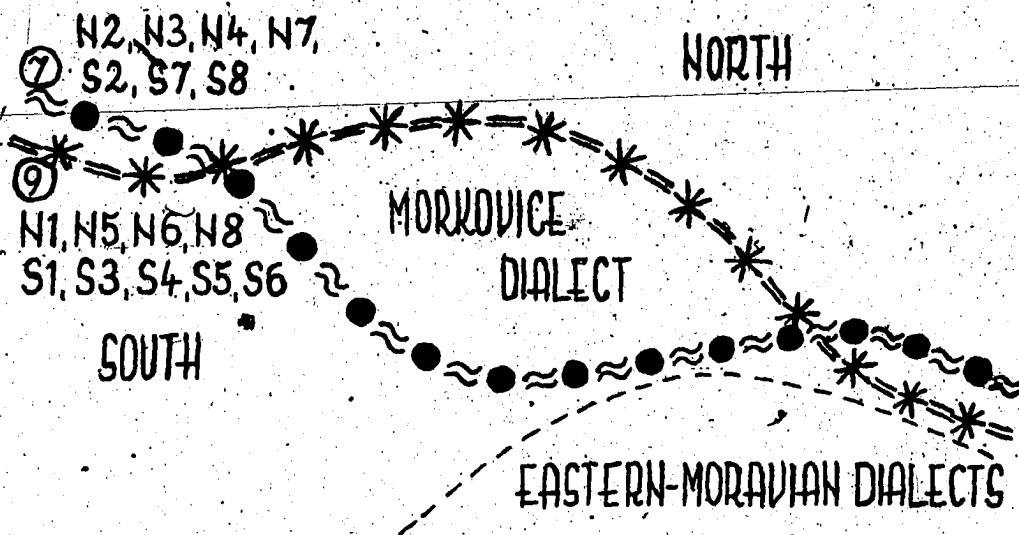 N2, N3, N4, N7,
7 S2, S7, S8
NORTH
9
N1, N5, N6, N8
S1, S3, S4, S5, S6
MORKOVICE
DIALECT
SOUTH
EASTERN-MORAVIAN DIALECTS